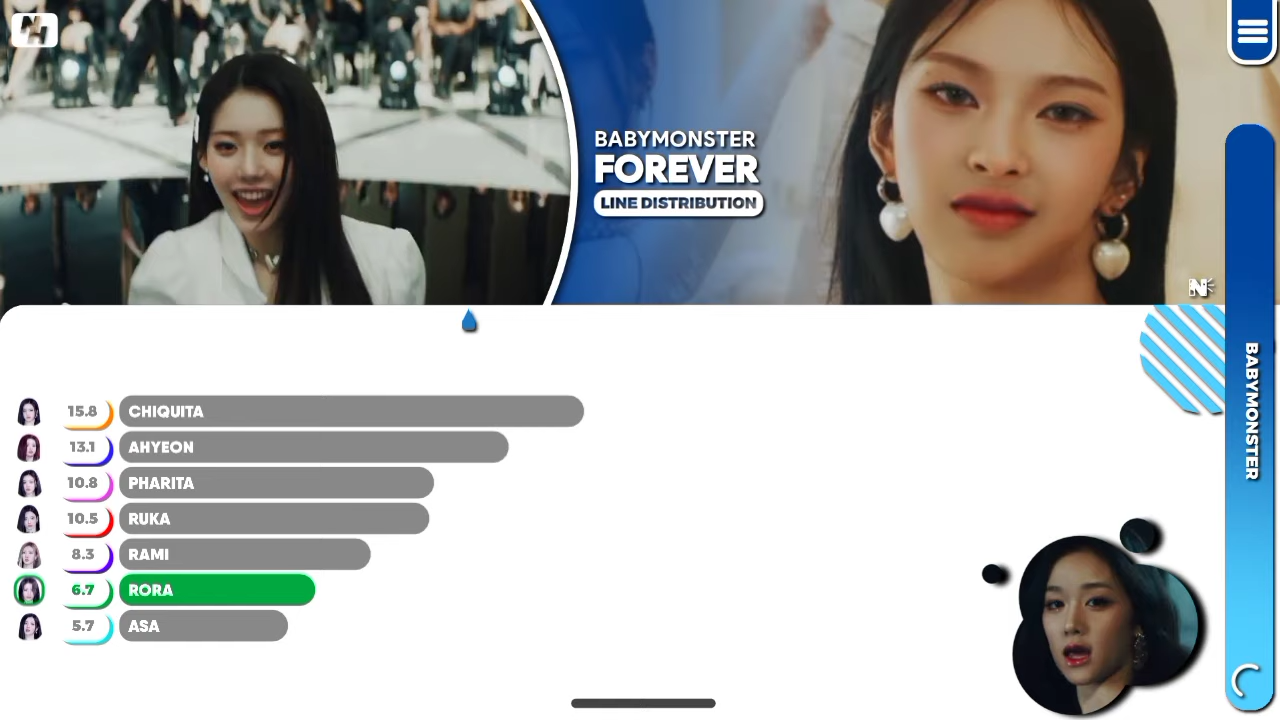 H
BABYMONSTER
FOREVER
LINE DISTRIBUTION
N
15.8 CHIQUITA
13.1 AHYEON
10.8 PHARITA
10.5 RUKA
8.3 RAMI
6.7 RORA
5.7 ASA
BABYMONSTER